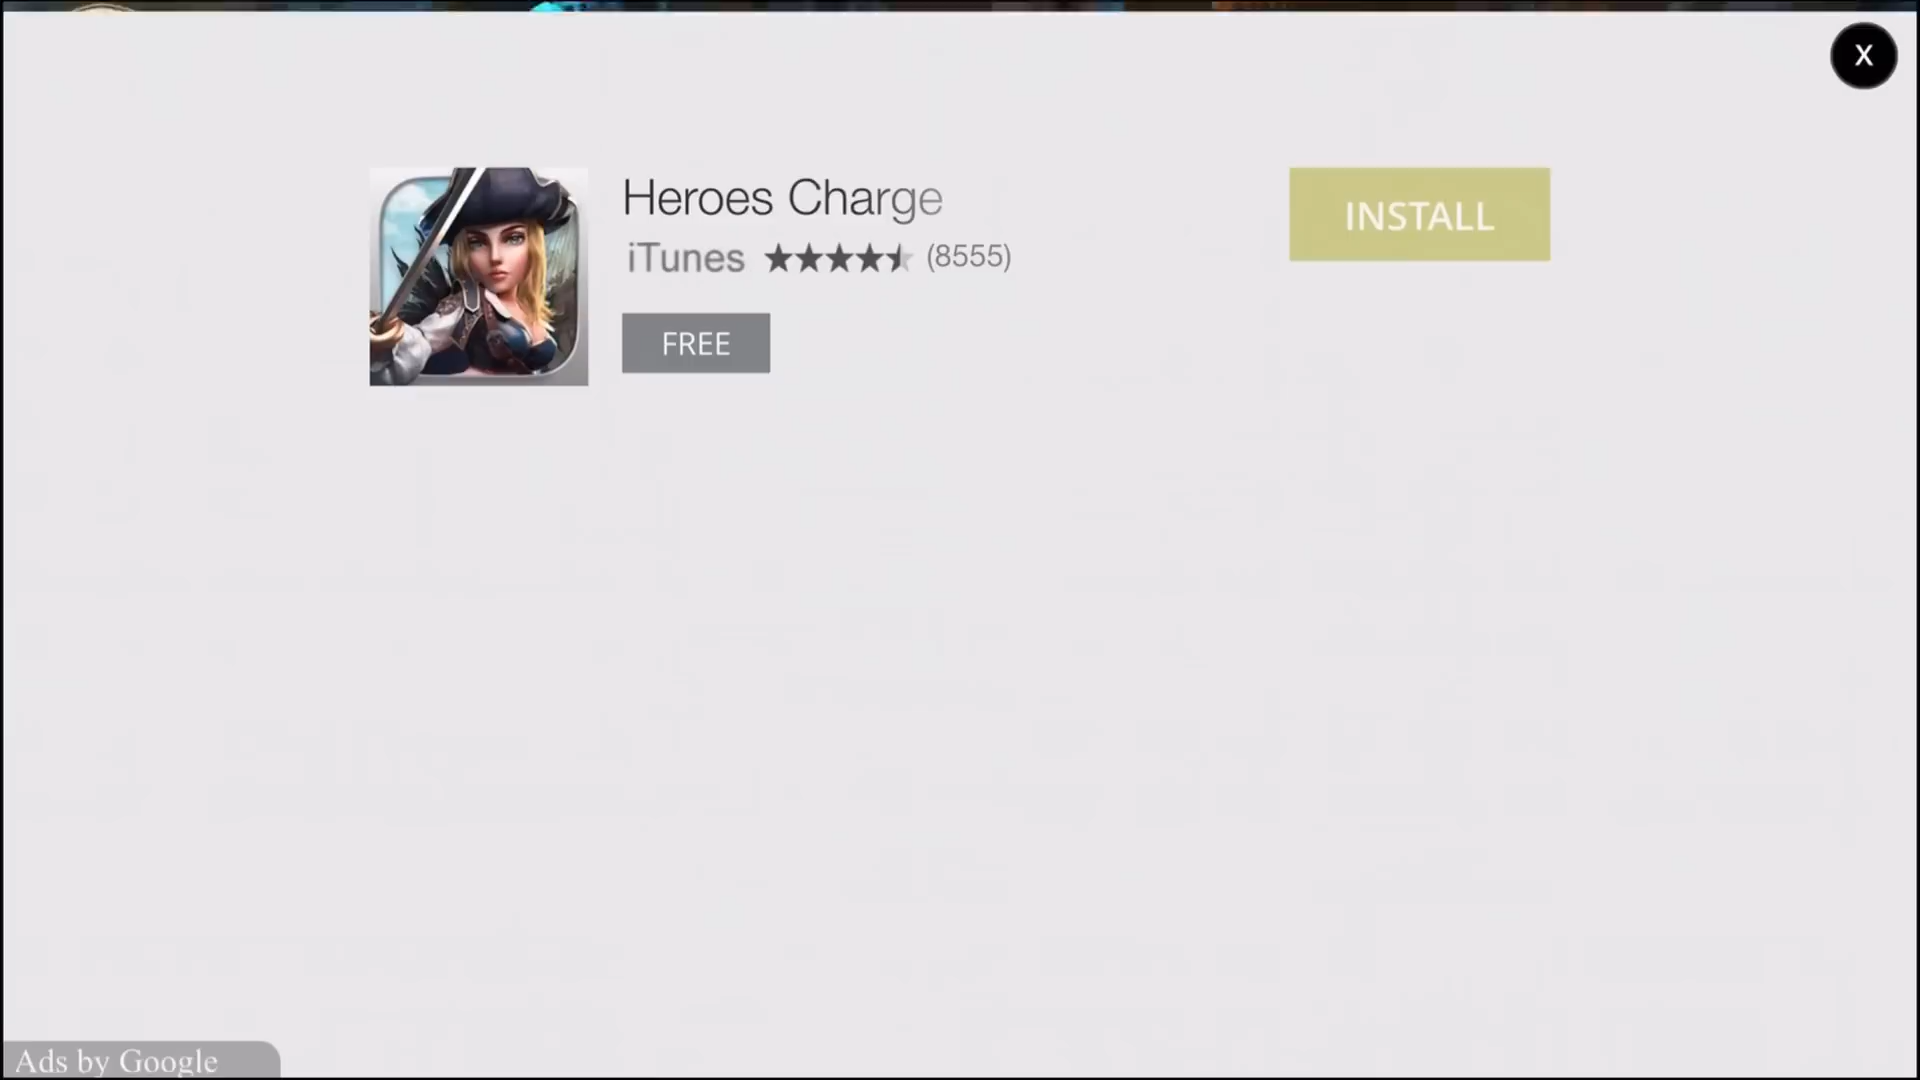 X
Heroes Charge
INSTALL
iTunes (8555)
FREE
Ads by Google